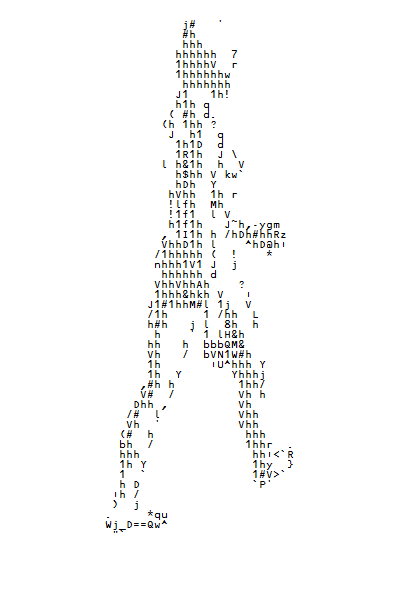 j#   '
#h
hhh
hhhhhh  7
1hhhhV  r
1hhhhhhw
hhhhhhh
J1   1h!
h1h q
( #h d.
(h 1hh ?
J  h1  q
1h1D  d
1R1h  J \
l h&1h  h  V
h$hh V kw`
hDh  Y
hVhh  1h r
!lfh  Mh
!1f1  l V
h1f1h   J~h,-ygm
, 1I1h h /hDh#hhRz
VhhD1h l    ^hD@h+
/1hhhhh (  !    *
nhhh1V1 J  j
hhhhhh d
VhhVhhAh    ?
1hhh&hkh V   +
J1#1hhM#l 1j  V
/1h     1 /hh  L
h#h   j l  8h  h
h    ` 1 lH&h
hh   h  bbbQM&
Vh   /  bVN1W#h
1h       +U^hhh Y
1h  Y       Yhhhj
,#h h         1hh/
V#  /         Vh h
Dhh ,          Vh
/#  l           Vhh
Vh  '           Vhh
(#  h             hhh
bh  /             1hhr  .
hhh                hh+<`R
1h Y               1hy  }
1  `                1#V>`
h D                `P'
+h /
)  j
.     *qu
Wj_D==Qw^
"`